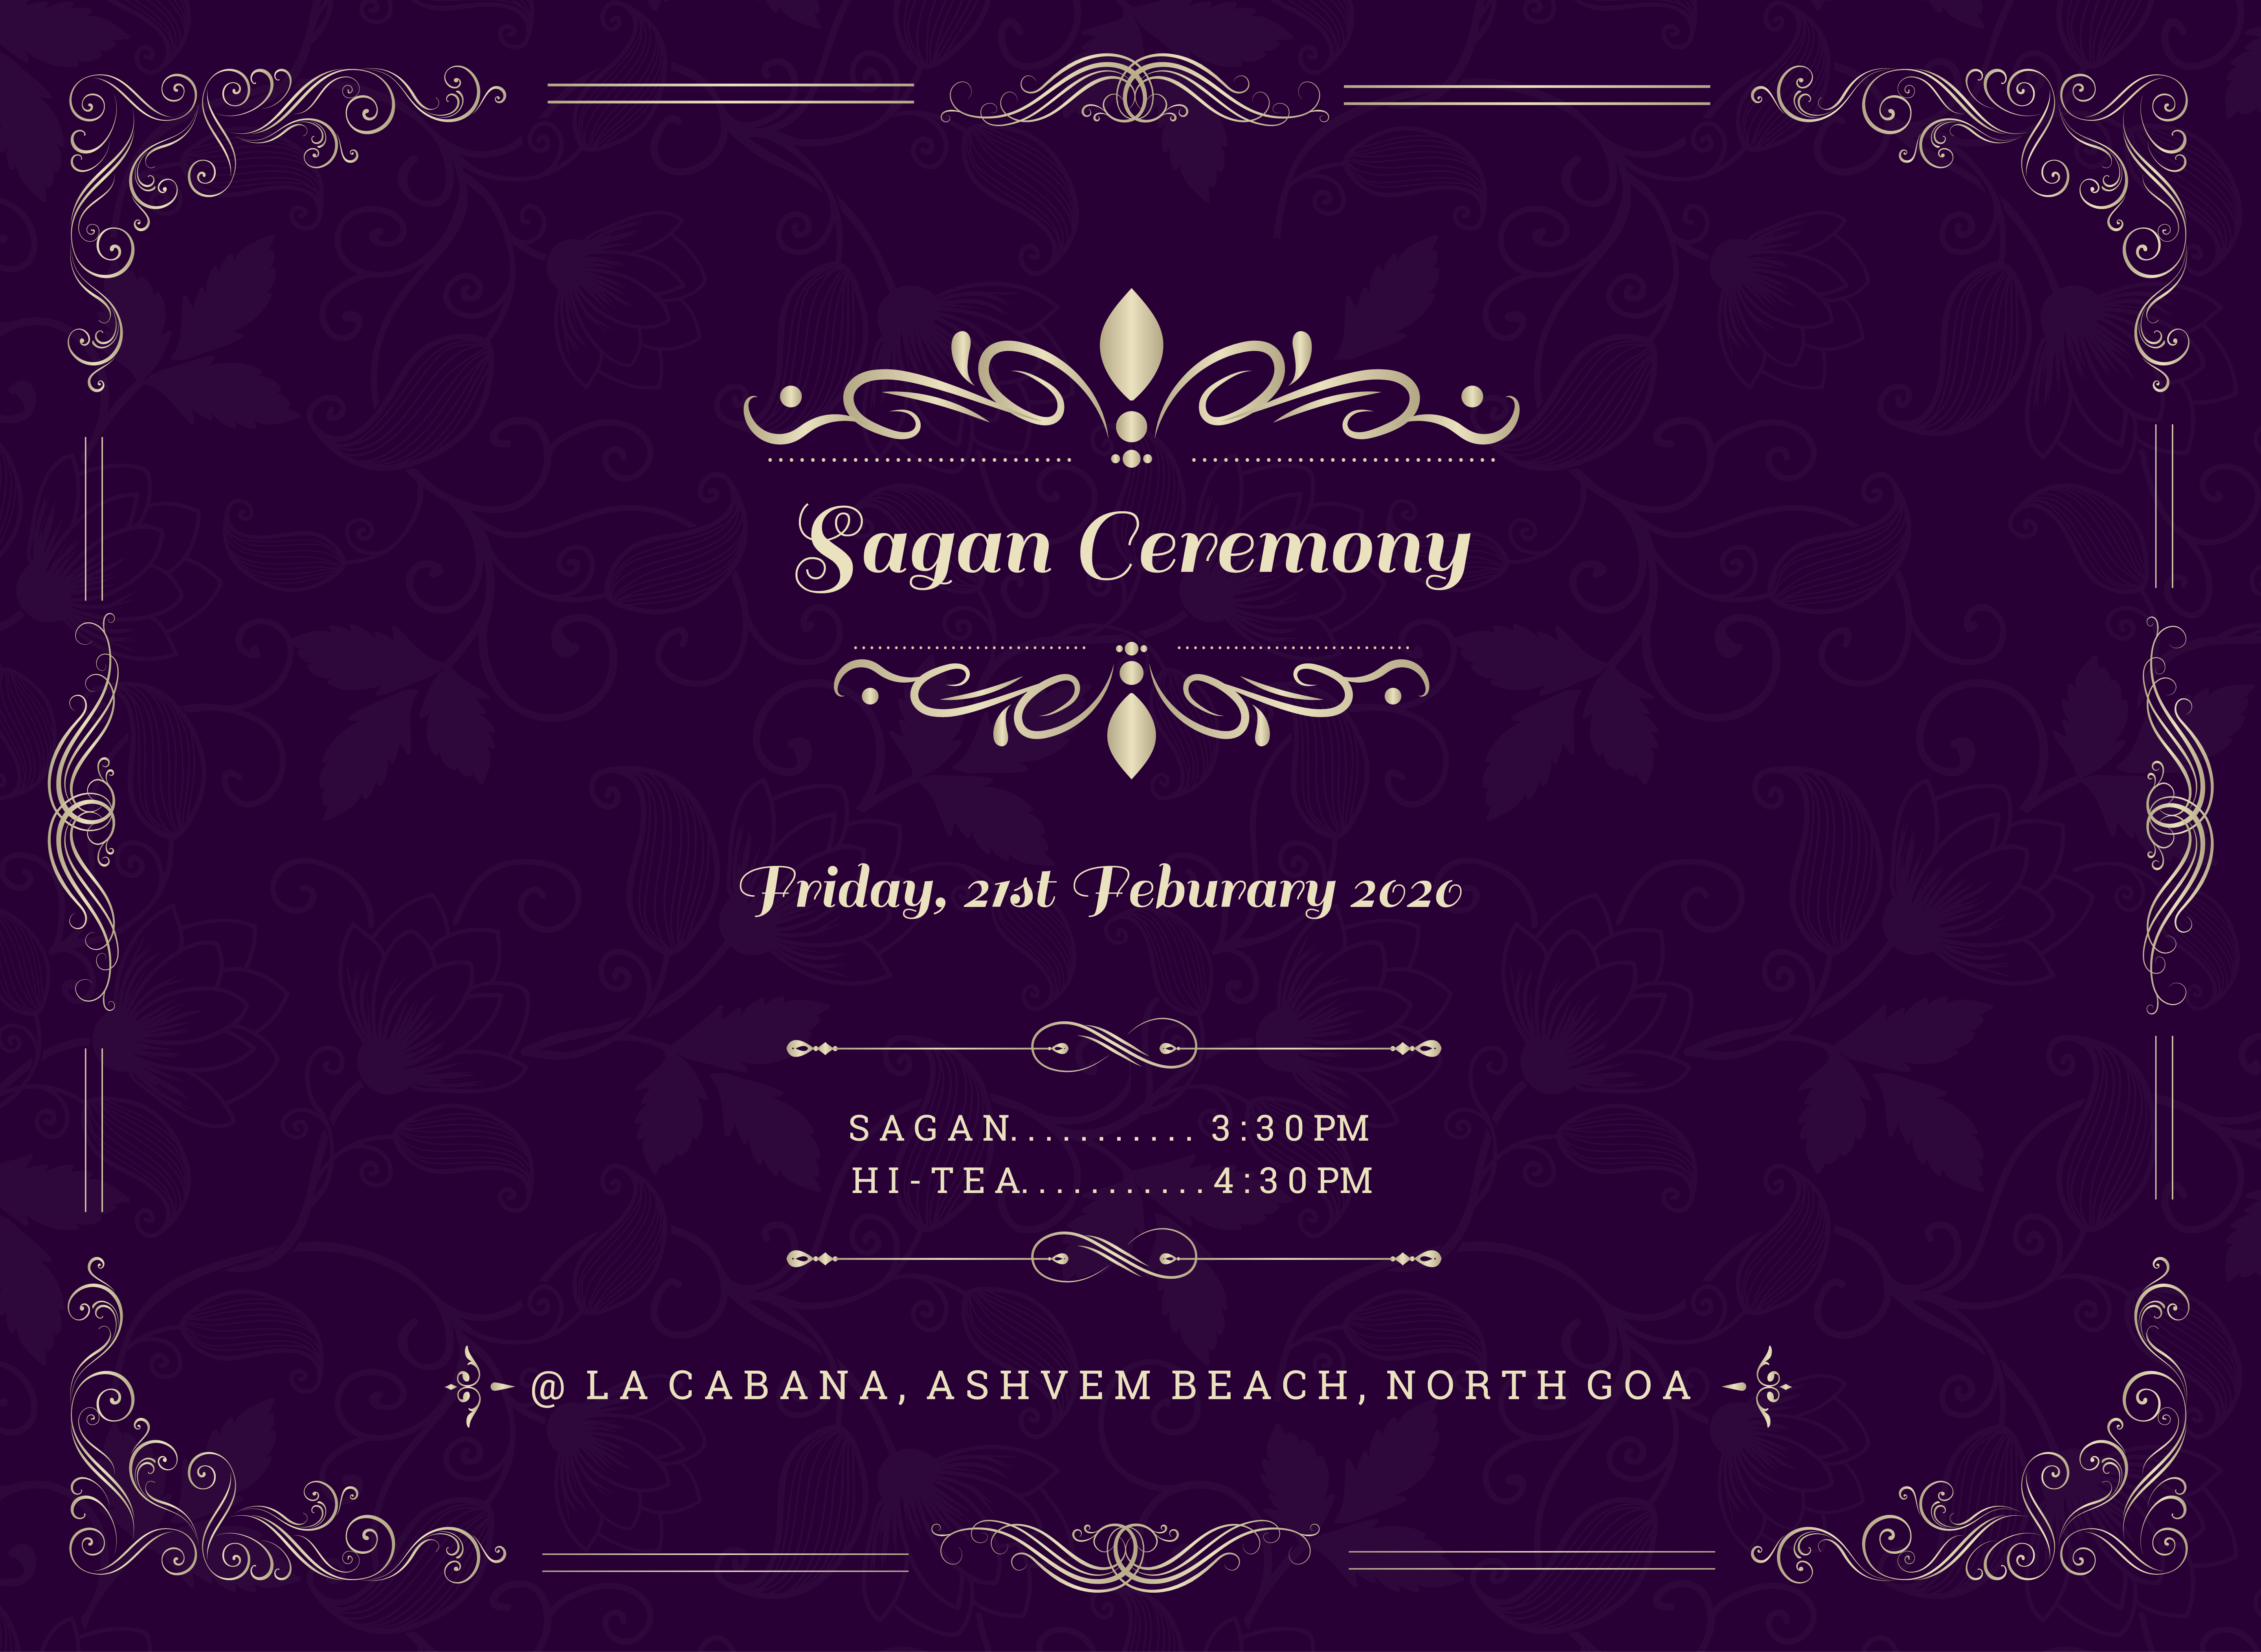 Sagan Ceremony
Friday, 21st Feburary 2020
SAGAN........... 3:30PM
HI-TEA...........4:30PM
@ LA CABANA, ASHVEM BEACH, NORTH GOA